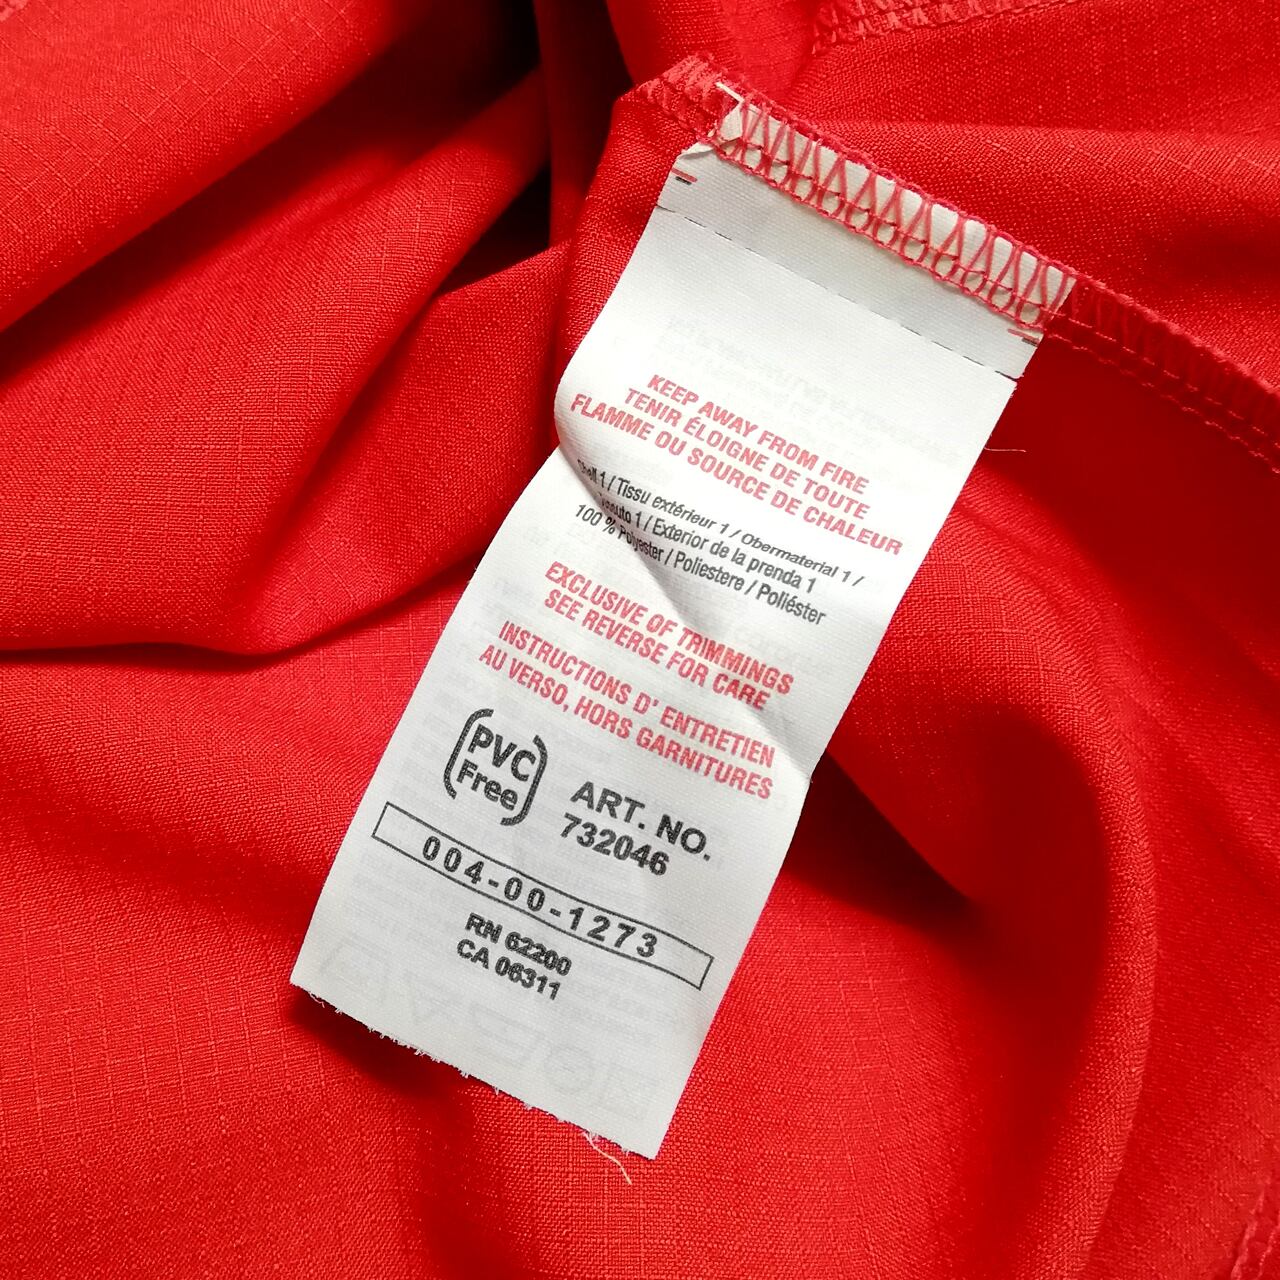 KEEP AWAY FROM FIRE
TENIR ÉLOIGNE DE TOUTE
FLAMME OU SOURCE DE CHALEUR
Shell 1 / Tissu extérieur 1 / Obermaterial 1 /
Tessuto 1 / Exterior de la prenda 1
100 % Polyester / Poliestere / Poliéster
EXCLUSIVE OF TRIMMINGS
SEE REVERSE FOR CARE
INSTRUCTIONS D' ENTRETIEN
AU VERSO, HORS GARNITURES
PVC
Free
ART. NO.
732046
004-00-1273
RN 62200
CA 06311